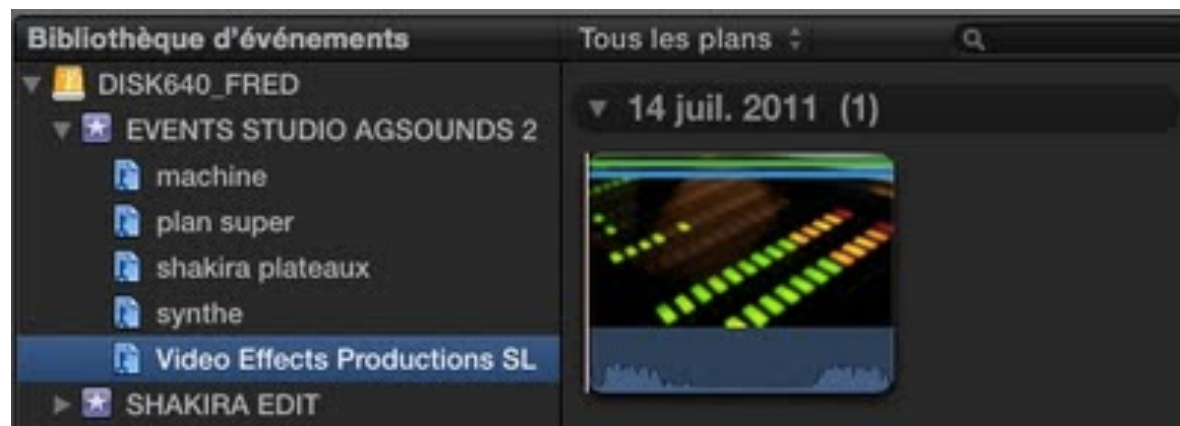 Bibliothèque d'événements
Tous les plans
DISK640_FRED
14 juil. 2011 (1)
EVENTS STUDIO AGSOUNDS 2
machine
plan super
shakira plateaux
synthe
Video Effects Productions SL
SHAKIRA EDIT